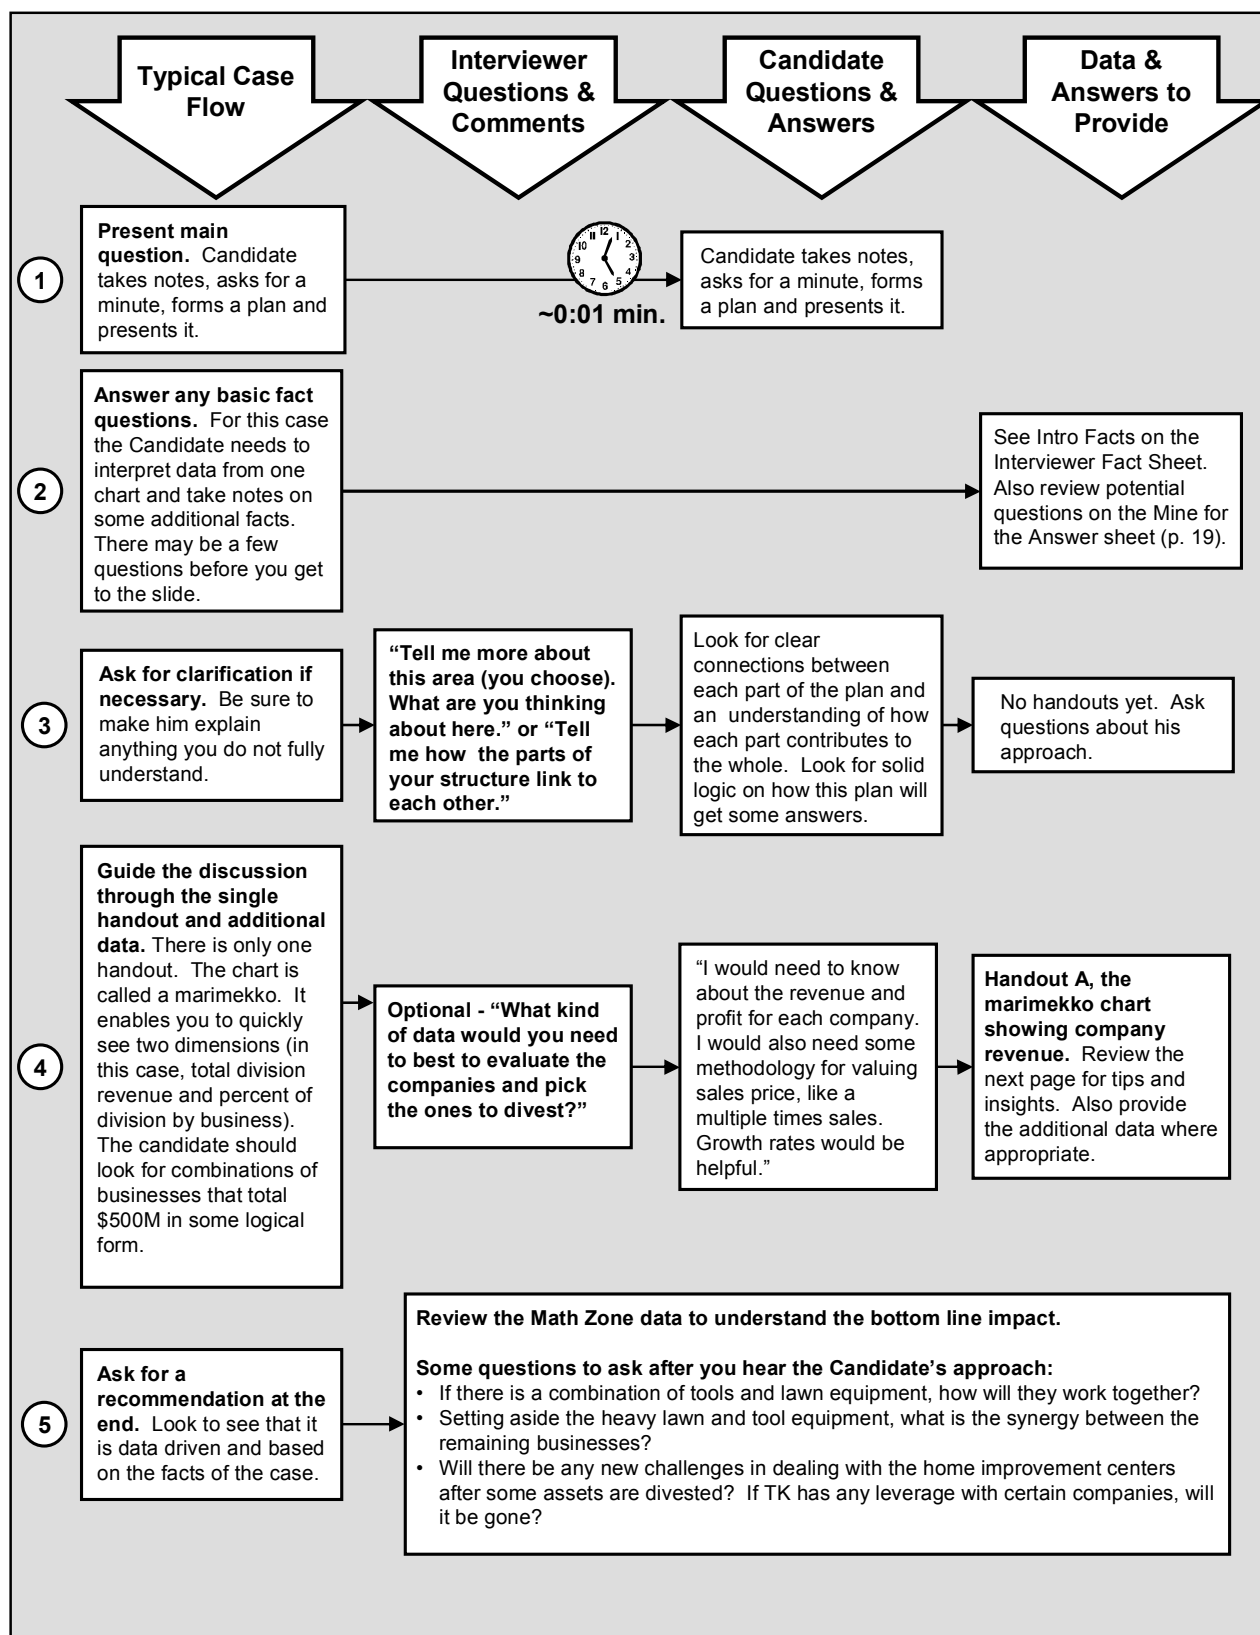 Typical Case
Flow
Interviewer
Questions &
Comments
Candidate
Questions &
Answers
Data &
Answers to
Provide
1
Present main
question.  Candidate
takes notes, asks for a
minute, forms a plan and
presents it.
11 12 1
10 2
9 3
8 4
7 6 5
~0:01 min.
Candidate takes notes,
asks for a minute, forms
a plan and presents it.
2
Answer any basic fact
questions.  For this case
the Candidate needs to
interpret data from one
chart and take notes on
some additional facts.
There may be a few
questions before you get
to the slide.
See Intro Facts on the
Interviewer Fact Sheet.
Also review potential
questions on the Mine for
the Answer sheet (p. 19).
3
Ask for clarification if
necessary.  Be sure to
make him explain
anything you do not fully
understand.
“Tell me more about
this area (you choose).
What are you thinking
about here.” or “Tell
me how  the parts of
your structure link to
each other.”
Look for clear
connections between
each part of the plan and
an  understanding of how
each part contributes to
the whole.  Look for solid
logic on how this plan will
get some answers.
No handouts yet.  Ask
questions about his
approach.
4
Guide the discussion
through the single
handout and additional
data. There is only one
handout.  The chart is
called a marimekko.  It
enables you to quickly
see two dimensions (in
this case, total division
revenue and percent of
division by business).
The candidate should
look for combinations of
businesses that total
$500M in some logical
form.
Optional - “What kind
of data would you need
to best to evaluate the
companies and pick
the ones to divest?”
“I would need to know
about the revenue and
profit for each company.
I would also need some
methodology for valuing
sales price, like a
multiple times sales.
Growth rates would be
helpful.”
Handout A, the
marimekko chart
showing company
revenue.  Review the
next page for tips and
insights.  Also provide
the additional data where
appropriate.
5
Ask for a
recommendation at the
end.  Look to see that it
is data driven and based
on the facts of the case.
Review the Math Zone data to understand the bottom line impact.
Some questions to ask after you hear the Candidate’s approach:
• If there is a combination of tools and lawn equipment, how will they work together?
• Setting aside the heavy lawn and tool equipment, what is the synergy between the
remaining businesses?
• Will there be any new challenges in dealing with the home improvement centers
after some assets are divested?  If TK has any leverage with certain companies, will
it be gone?